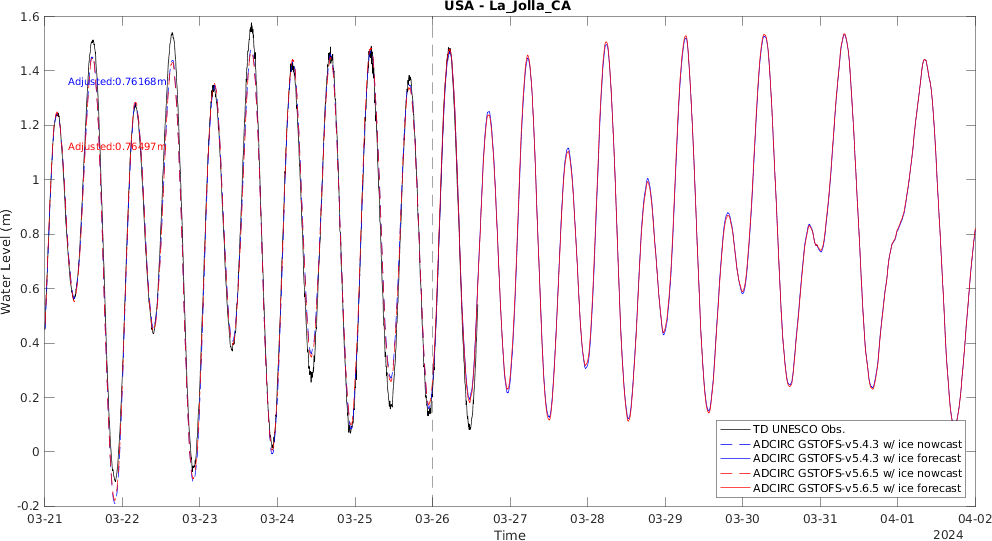 USA - La_Jolla_CA
1.6
1.4
1.2
1
0.8
0.6
0.4
0.2
0
-0.2
Water Level (m)
Adjusted:0.76168m
Adjusted:0.76497m
TD UNESCO Obs.
ADCIRC GSTOFS-v5.4.3 w/ ice nowcast
ADCIRC GSTOFS-v5.4.3 w/ ice forecast
ADCIRC GSTOFS-v5.6.5 w/ ice nowcast
ADCIRC GSTOFS-v5.6.5 w/ ice forecast
03-21 03-22 03-23 03-24 03-25 03-26 03-27 03-28 03-29 03-30 03-31 04-01 04-02
Time
2024